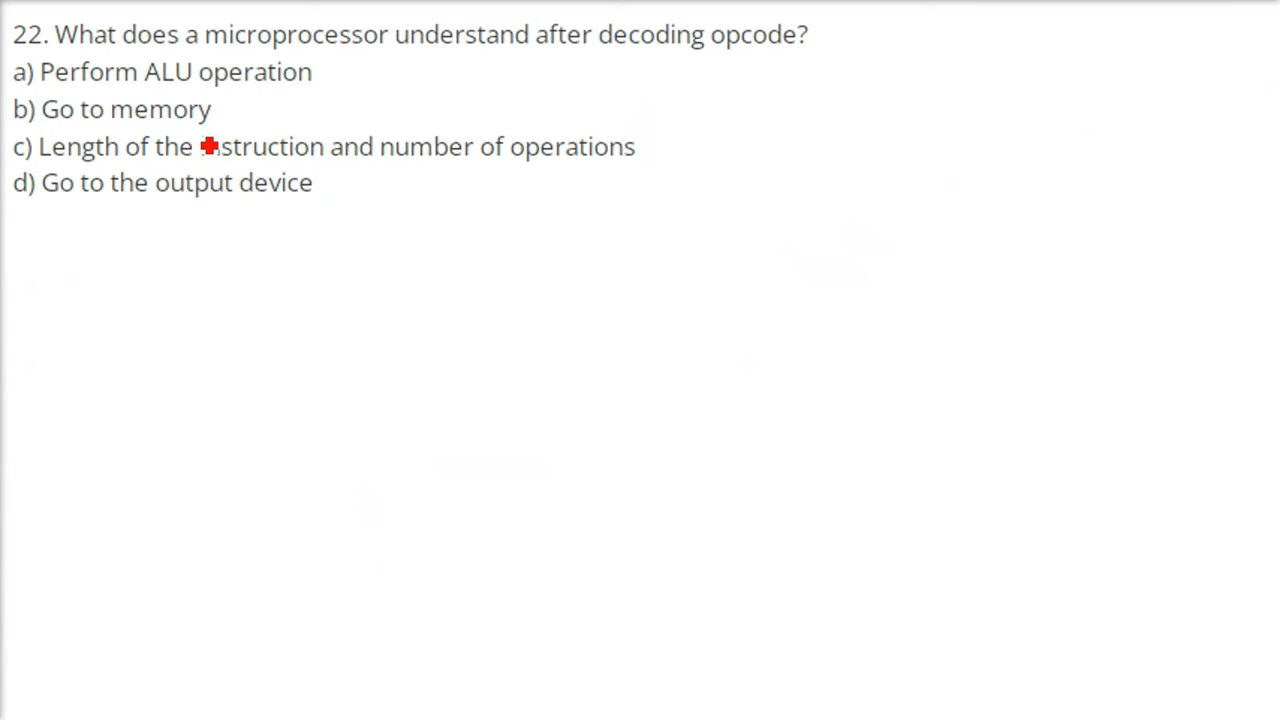 22. What does a microprocessor understand after decoding opcode?
a) Perform ALU operation
b) Go to memory
c) Length of the instruction and number of operations
d) Go to the output device